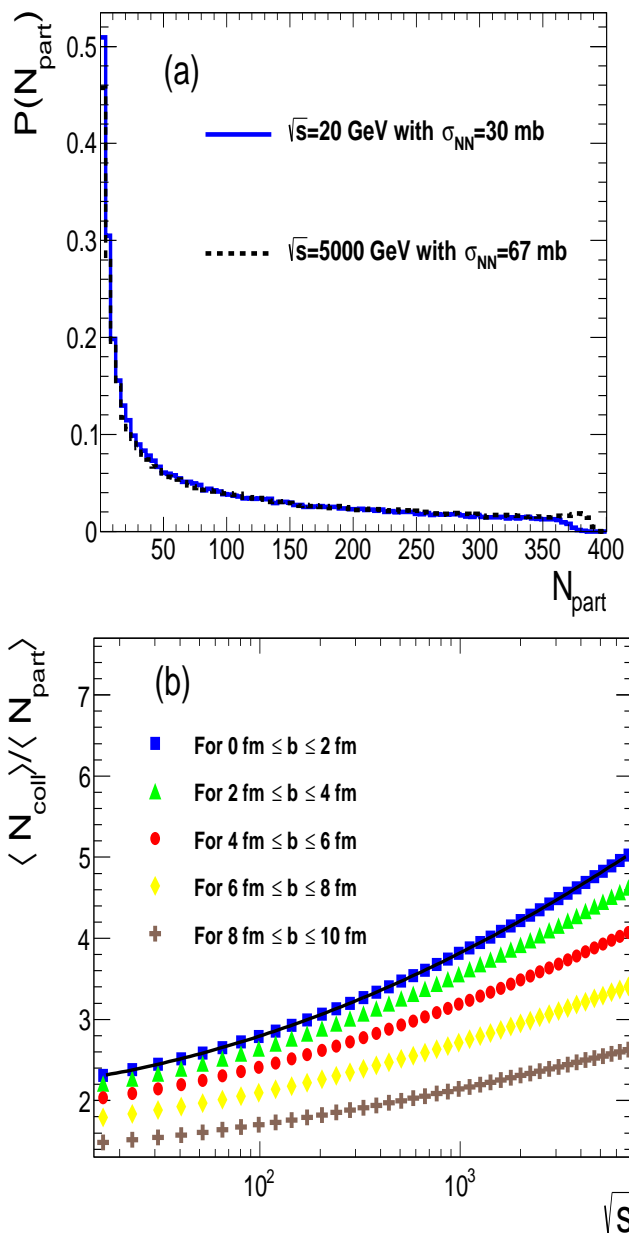 P(N_part)
(a)
√s=20 GeV with σ_NN=30 mb
√s=5000 GeV with σ_NN=67 mb
0.5
0.4
0.3
0.2
0.1
0
50 100 150 200 250 300 350 400
N_part
⟨ N_coll ⟩/⟨ N_part ⟩
(b)
For 0 fm ≤ b ≤ 2 fm
For 2 fm ≤ b ≤ 4 fm
For 4 fm ≤ b ≤ 6 fm
For 6 fm ≤ b ≤ 8 fm
For 8 fm ≤ b ≤ 10 fm
7
6
5
4
3
2
10² 10³
√s